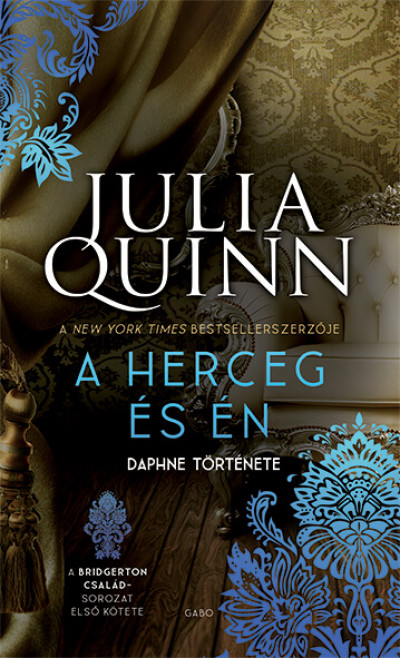 JULIA
QUINN
A NEW YORK TIMES BESTSELLERSZERZŐJE
A HERCEG
ÉS ÉN
DAPHNE TÖRTÉNETE
A BRIDGERTON
CSALÁD-
SOROZAT
ELSŐ KÖTETE
GABO